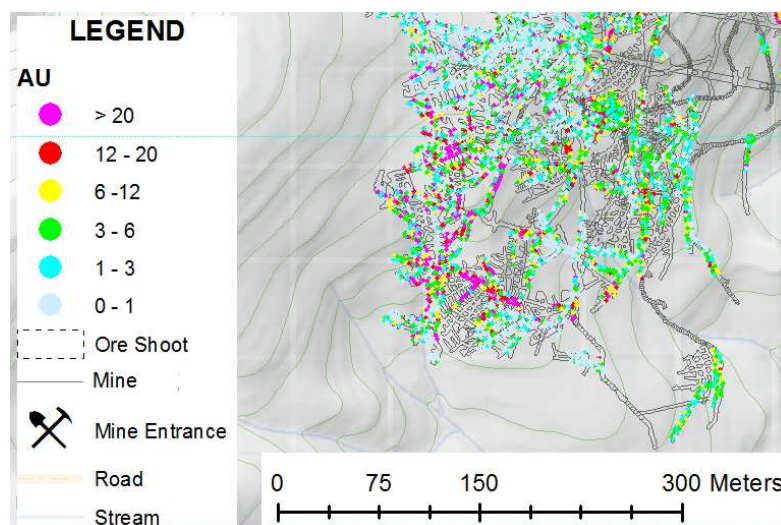 LEGEND
AU
> 20
12 - 20
6 -12
3 - 6
1 - 3
0 - 1
Ore Shoot
Mine
Mine Entrance
Road
Stream
0 75 150 300 Meters